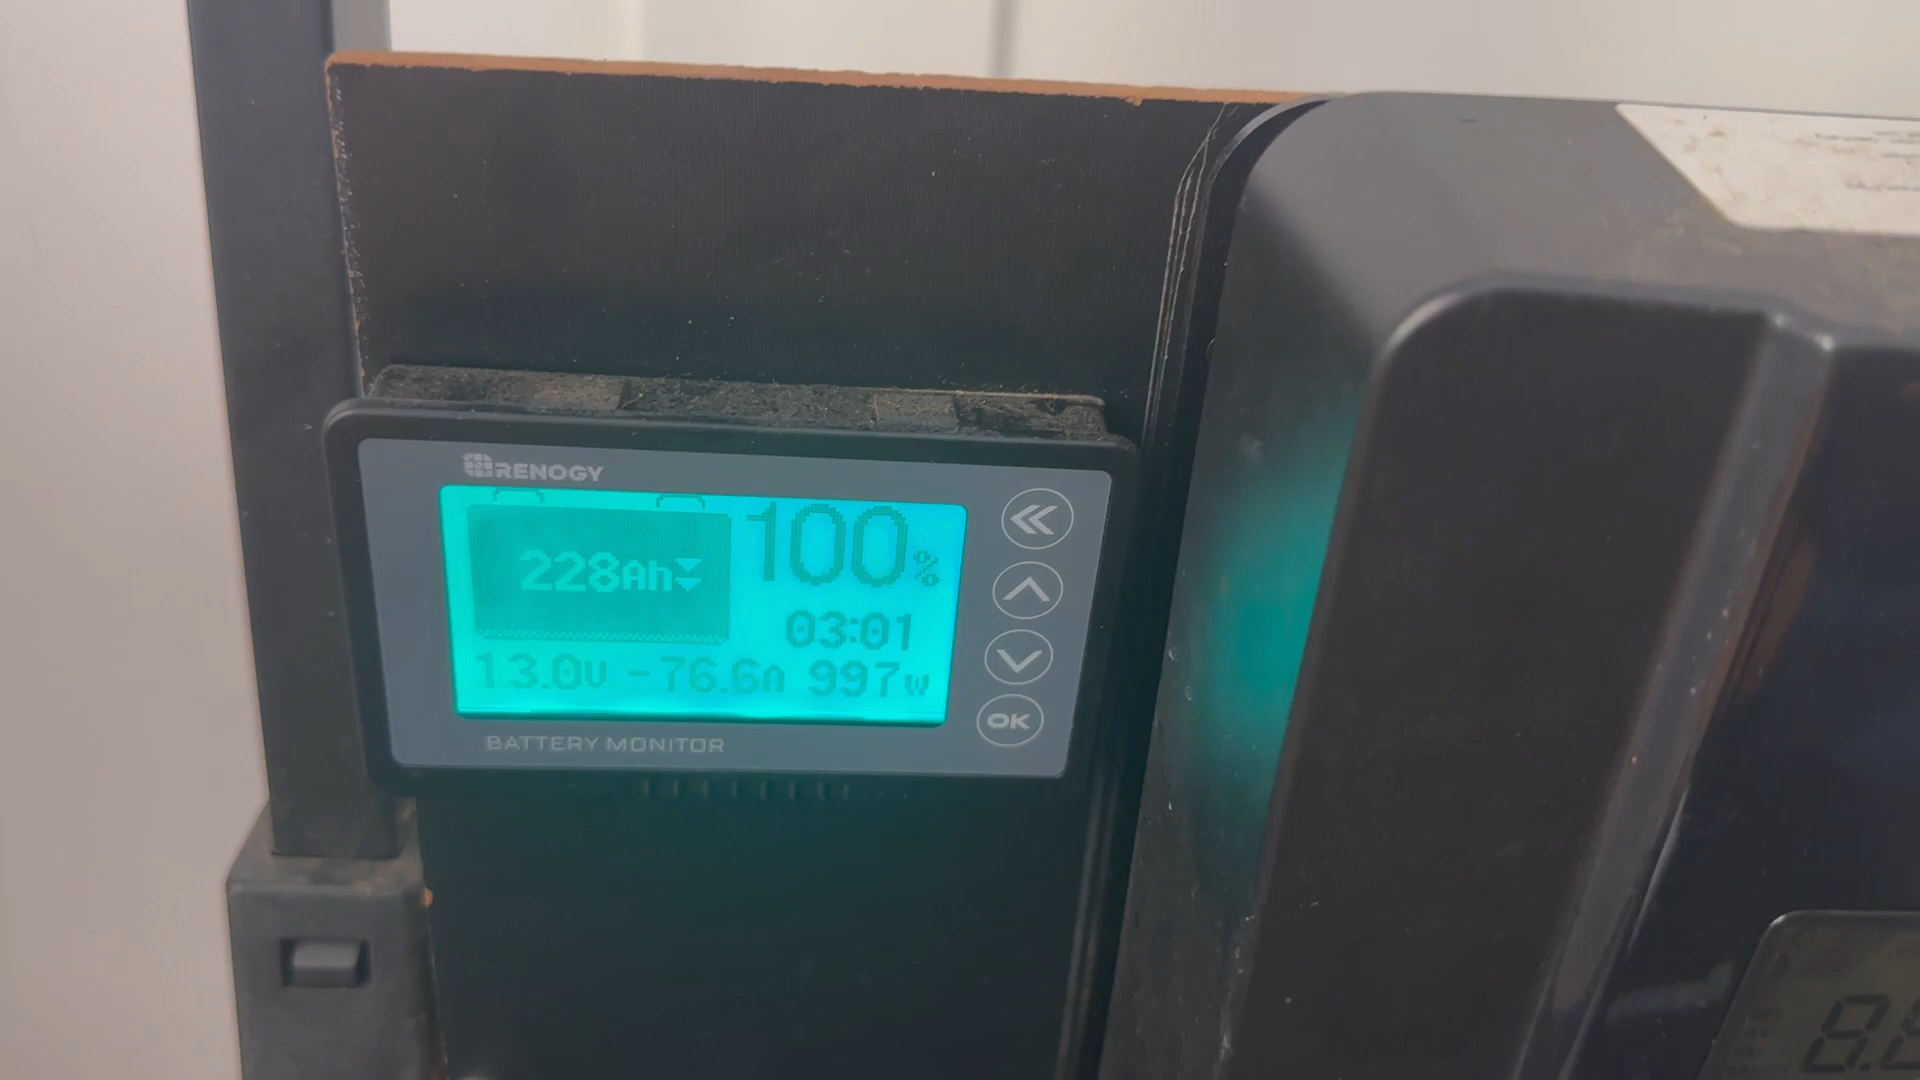 RENOGY
228Ah
100%
03:01
13.0V -76.6A 997W
OK
BATTERY MONITOR